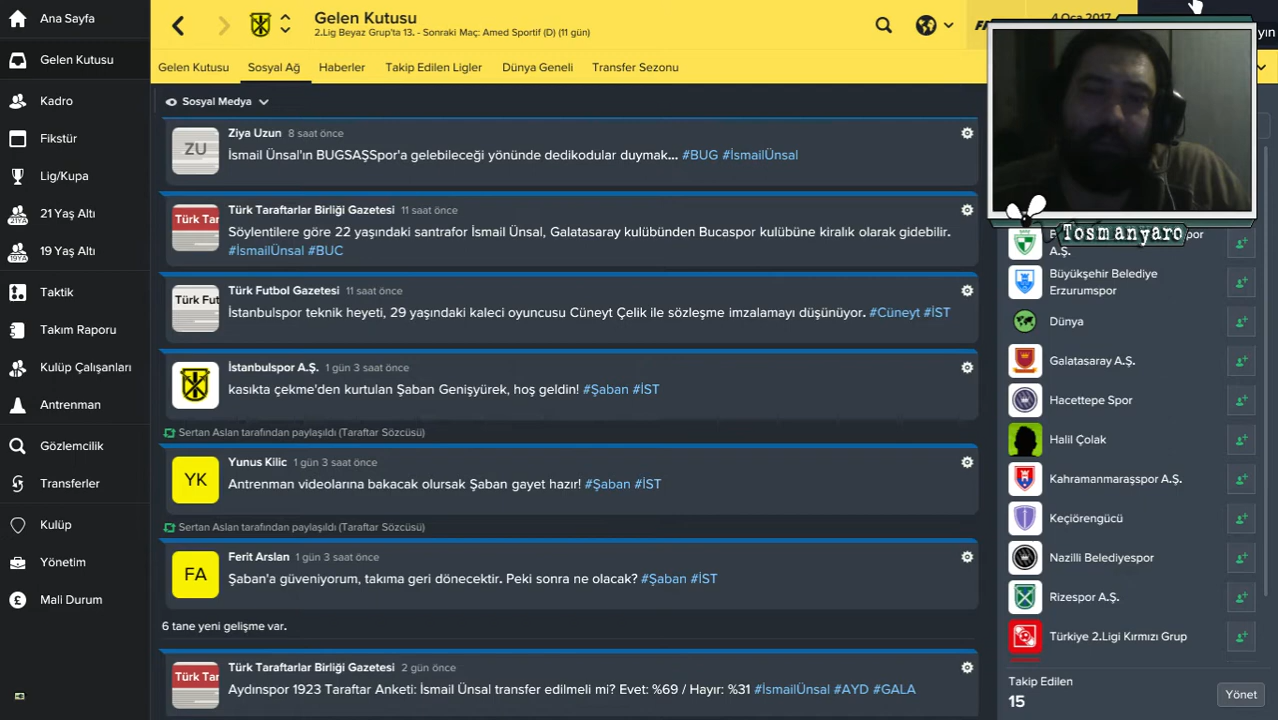 Ana Sayfa
Gelen Kutusu
Kadro
Fikstür
Lig/Kupa
21 Yaş Altı
19 Yaş Altı
Taktik
Takım Raporu
Kulüp Çalışanları
Antrenman
Gözlemcilik
Transferler
Kulüp
Yönetim
Mali Durum
Gelen Kutusu
2.Lig Beyaz Grup'ta 13. - Sonraki Maç: Amed Sportif (D) (11 gün)
4 Oca 2017
Gelen Kutusu
Sosyal Ağ
Haberler
Takip Edilen Ligler
Dünya Geneli
Transfer Sezonu
Sosyal Medya
ZU
Ziya Uzun 8 saat önce
İsmail Ünsal'ın BUGSAŞSpor'a gelebileceği yönünde dedikodular duymak... #BUG #İsmailÜnsal
Türk Tar
Türk Taraftarlar Birliği Gazetesi 11 saat önce
Söylentilere göre 22 yaşındaki santrafor İsmail Ünsal, Galatasaray kulübünden Bucaspor kulübüne kiralık olarak gidebilir.
#İsmailÜnsal #BUC
Türk Fut
Türk Futbol Gazetesi 11 saat önce
İstanbulspor teknik heyeti, 29 yaşındaki kaleci oyuncusu Cüneyt Çelik ile sözleşme imzalamayı düşünüyor. #Cüneyt #İST
İstanbulspor A.Ş. 1 gün 3 saat önce
kasıkta çekme'den kurtulan Şaban Genişyürek, hoş geldin! #Şaban #İST
Sertan Aslan tarafından paylaşıldı (Taraftar Sözcüsü)
YK
Yunus Kilic 1 gün 3 saat önce
Antrenman videolarına bakacak olursak Şaban gayet hazır! #Şaban #İST
Sertan Aslan tarafından paylaşıldı (Taraftar Sözcüsü)
FA
Ferit Arslan 1 gün 3 saat önce
Şaban'a güveniyorum, takıma geri dönecektir. Peki sonra ne olacak? #Şaban #İST
6 tane yeni gelişme var.
Türk Tar
Türk Taraftarlar Birliği Gazetesi 2 gün önce
Aydınspor 1923 Taraftar Anketi: İsmail Ünsal transfer edilmeli mi? Evet: %69 / Hayır: %31 #İsmailÜnsal #AYD #GALA
Tosmanyaro
por
A.Ş.
Büyükşehir Belediye
Erzurumspor
Dünya
Galatasaray A.Ş.
Hacettepe Spor
Halil Çolak
Kahramanmaraşspor A.Ş.
Keçiörengücü
Nazilli Belediyespor
Rizespor A.Ş.
Türkiye 2.Ligi Kırmızı Grup
Takip Edilen
15
Yönet